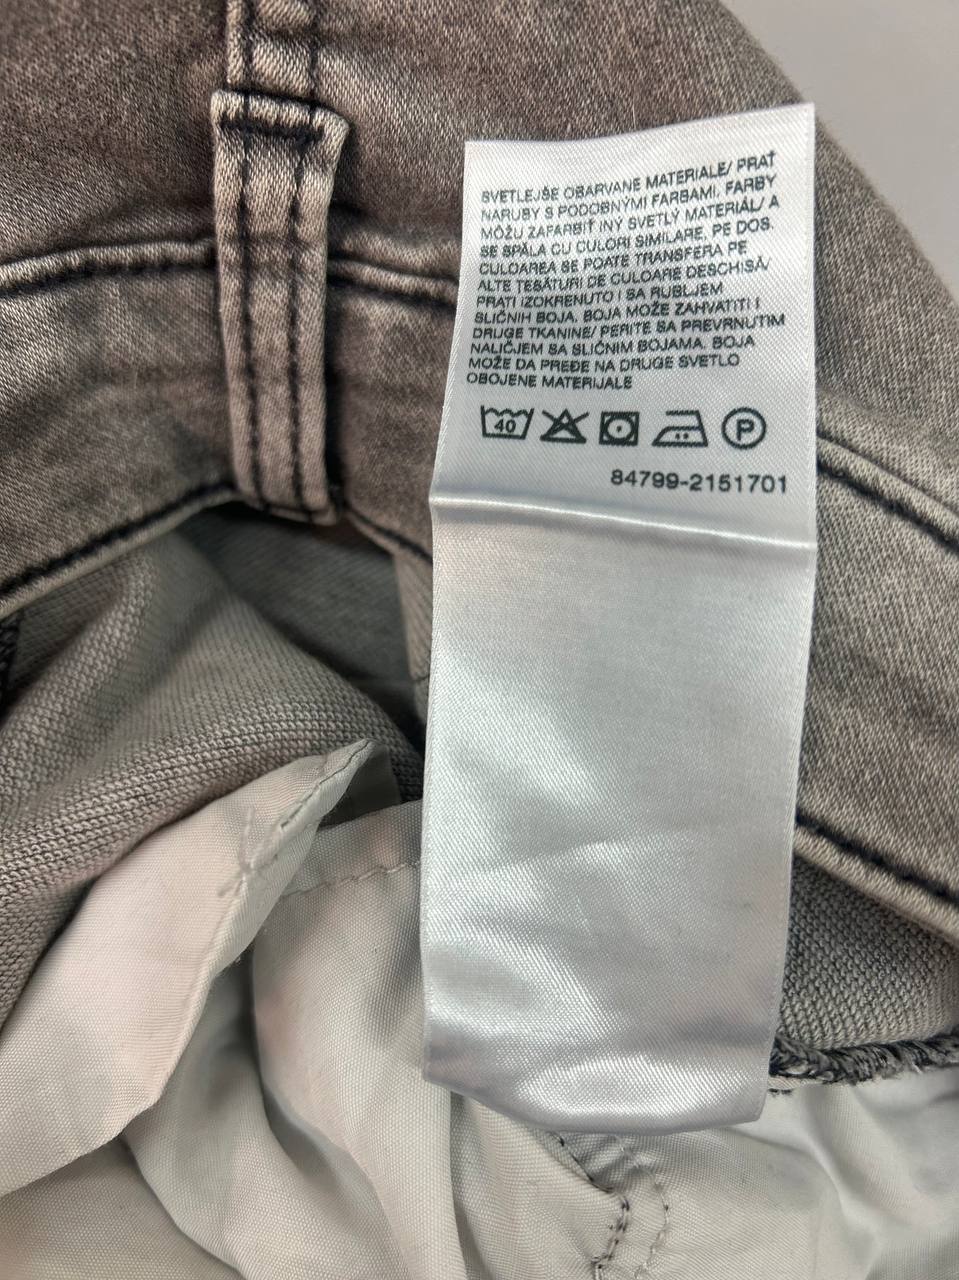 SVETLEJŠE OBARVANE MATERIALE/ PRAŤ
NARUBY S PODOBNÝMI FARBAMI. FARBY
MÔŽU ZAFARBIŤ INÝ SVETLÝ MATERIÁL/ A
SE SPĂLA CU CULORI SIMILARE, PE DOS.
CULOAREA SE POATE TRANSFERA PE
ALTE ȚESĂTURI DE CULOARE DESCHISĂ/
PRATI IZOKRENUTO I SA RUBLJEM
SLIČNIH BOJA. BOJA MOŽE ZAHVATITI I
DRUGE TKANINE/ PERITE SA PREVRNUTIM
NALIČJEM SA SLIČNIM BOJAMA. BOJA
MOŽE DA PREĐE NA DRUGE SVETLO
OBOJENE MATERIJALE
40 P
84799-2151701